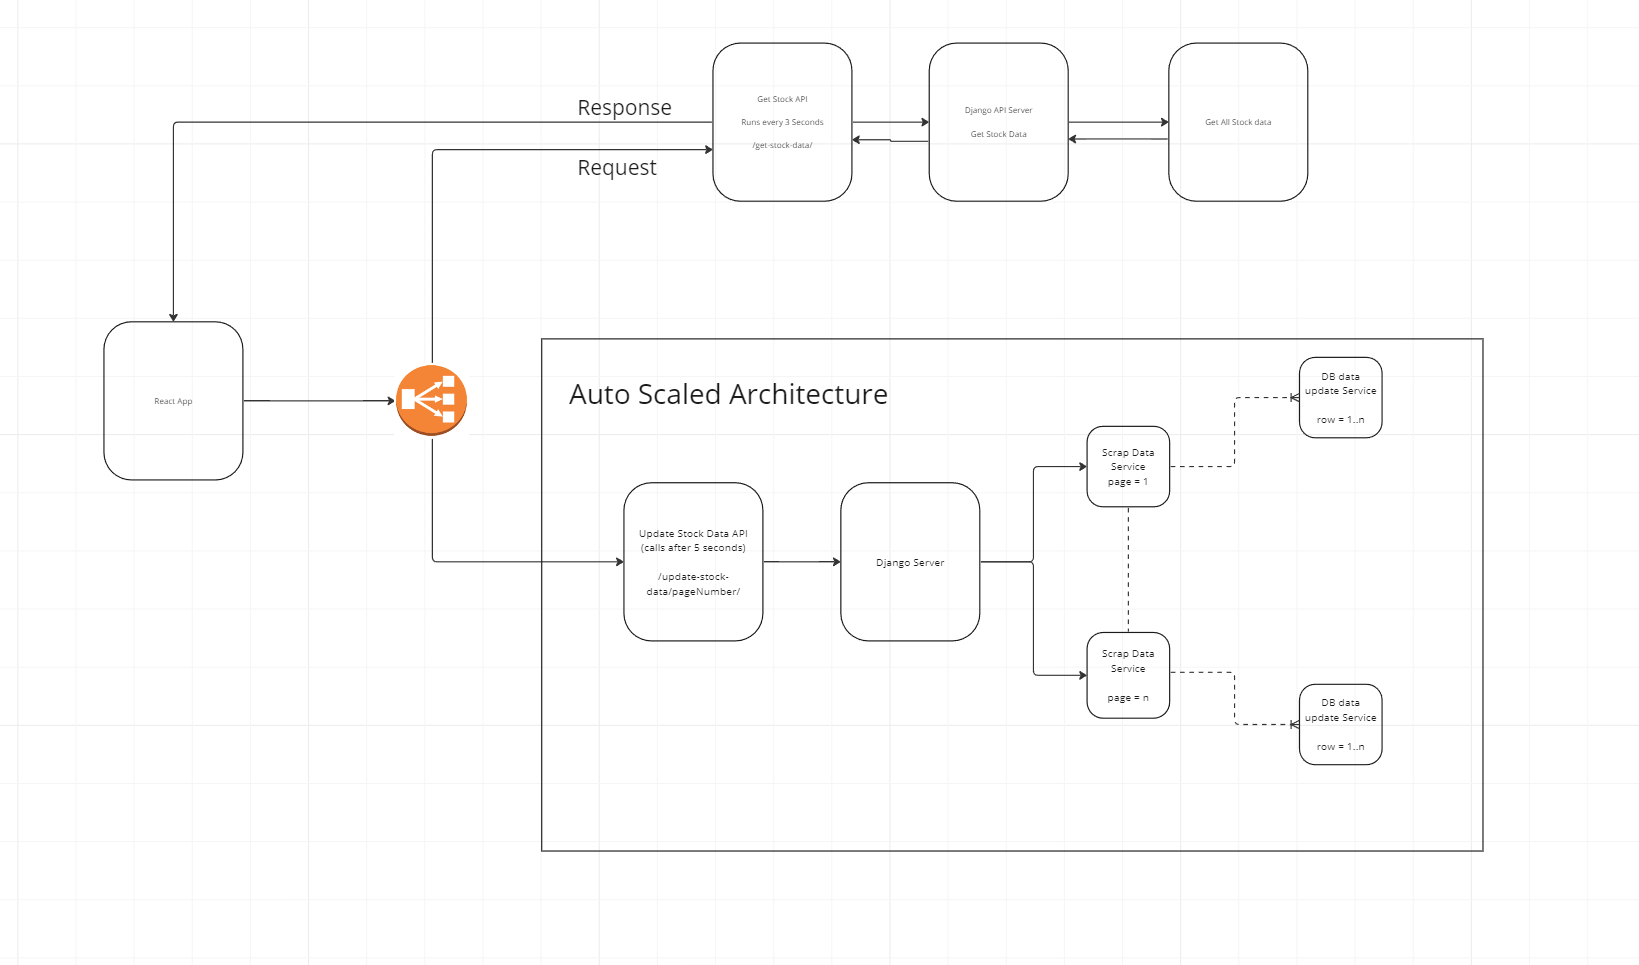 Response
Request
Get Stock API
Runs every 3 Seconds
/get-stock-data/
Django API Server
Get Stock Data
Get All Stock data
React App
Auto Scaled Architecture
Update Stock Data API
(calls after 5 seconds)
/update-stock-
data/pageNumber/
Django Server
Scrap Data
Service
page = 1
DB data
update Service
row = 1..n
Scrap Data
Service
page = n
DB data
update Service
row = 1..n